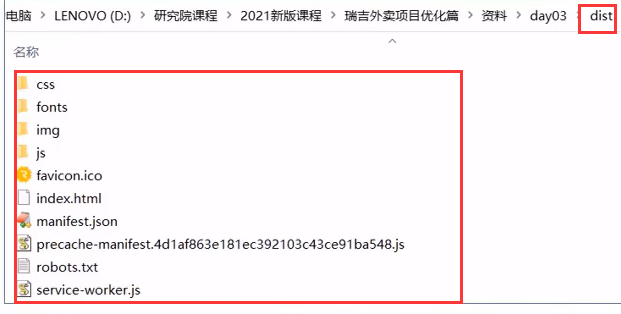 电脑 > LENOVO (D:) > 研究院课程 > 2021新版课程 > 瑞吉外卖项目优化篇 > 资料 > day03 > dist
名称
css
fonts
img
js
favicon.ico
index.html
manifest.json
precache-manifest.4d1af863e181ec392103c43ce91ba548.js
robots.txt
service-worker.js